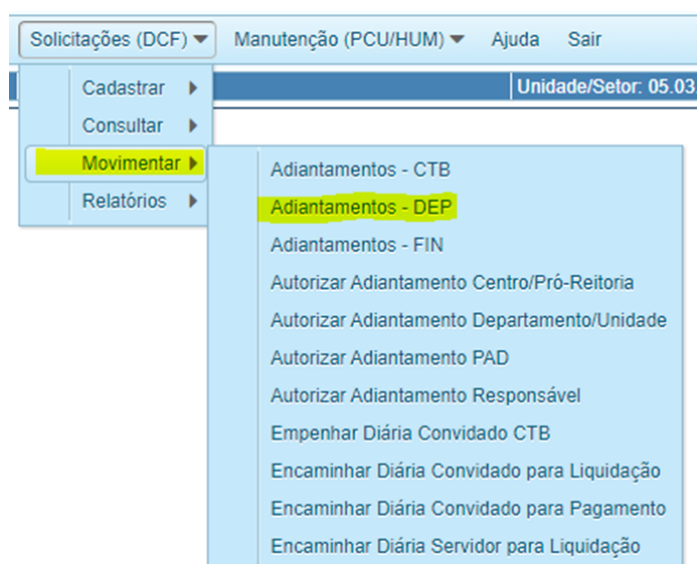 Solicitações (DCF) Manutenção (PCU/HUM) Ajuda Sair
Unidade/Setor: 05.03
Cadastrar
Consultar
Movimentar
Relatórios
Adiantamentos - CTB
Adiantamentos - DEP
Adiantamentos - FIN
Autorizar Adiantamento Centro/Pró-Reitoria
Autorizar Adiantamento Departamento/Unidade
Autorizar Adiantamento PAD
Autorizar Adiantamento Responsável
Empenhar Diária Convidado CTB
Encaminhar Diária Convidado para Liquidação
Encaminhar Diária Convidado para Pagamento
Encaminhar Diária Servidor para Liquidação